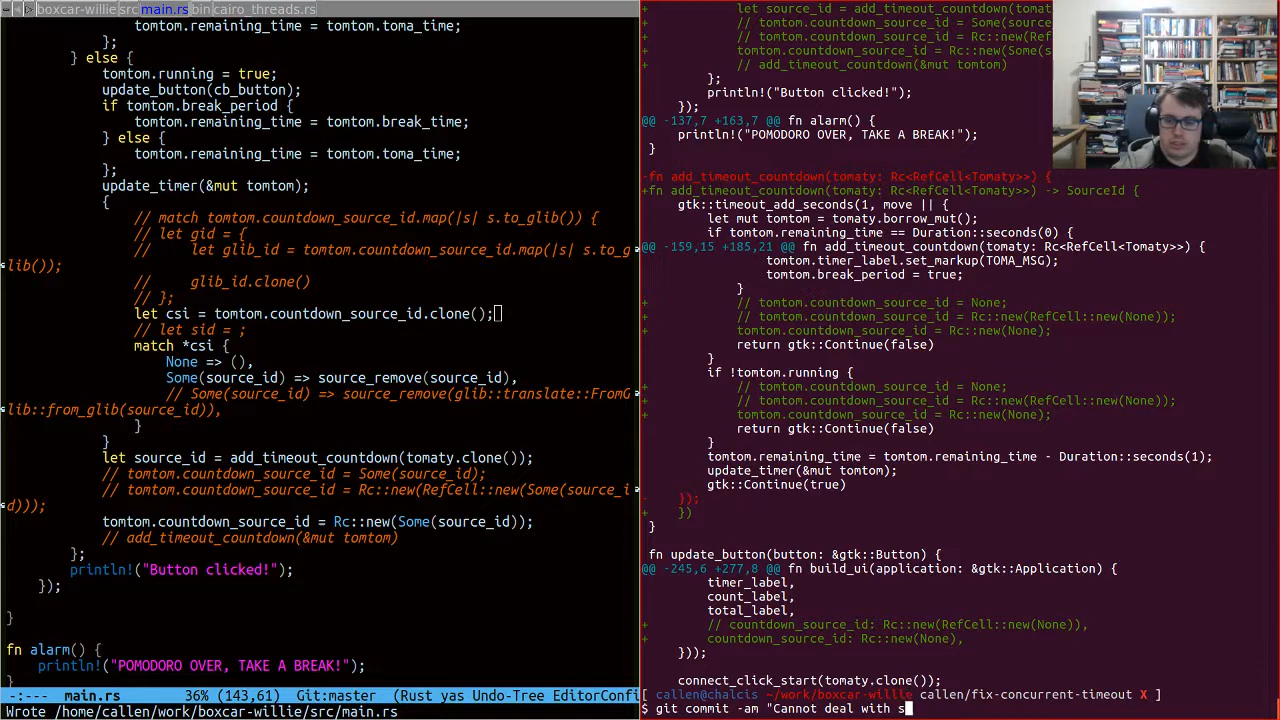 boxcar-willie src main.rs bin cairo_threads.rs
tomtom.remaining_time = tomtom.toma_time;
};
} else {
tomtom.running = true;
update_button(cb_button);
if tomtom.break_period {
tomtom.remaining_time = tomtom.break_time;
} else {
tomtom.remaining_time = tomtom.toma_time;
};
update_timer(&mut tomtom);
{
// match tomtom.countdown_source_id.map(|s| s.to_glib()) {
// let gid = {
//     let glib_id = tomtom.countdown_source_id.map(|s| s.to_g
lib());
//     glib_id.clone()
// };
let csi = tomtom.countdown_source_id.clone();
// let sid = ;
match *csi {
None => (),
Some(source_id) => source_remove(source_id),
// Some(source_id) => source_remove(glib::translate::FromG
lib::from_glib(source_id)),
}
}
let source_id = add_timeout_countdown(tomaty.clone());
// tomtom.countdown_source_id = Some(source_id);
// tomtom.countdown_source_id = Rc::new(RefCell::new(Some(source_i
d)));
tomtom.countdown_source_id = Rc::new(Some(source_id));
// add_timeout_countdown(&mut tomtom)
};
println!("Button clicked!");
});
}
fn alarm() {
println!("POMODORO OVER, TAKE A BREAK!");
}
-:--- main.rs 36% (143,61) Git:master (Rust yas Undo-Tree EditorConfi
Wrote /home/callen/work/boxcar-willie/src/main.rs
+ let source_id = add_timeout_countdown(tomat
+ // tomtom.countdown_source_id = Some(source
+ // tomtom.countdown_source_id = Rc::new(Ref
+ tomtom.countdown_source_id = Rc::new(Some(s
+ // add_timeout_countdown(&mut tomtom)
};
println!("Button clicked!");
});
@@ -137,7 +163,7 @@ fn alarm() {
println!("POMODORO OVER, TAKE A BREAK!");
}
-fn add_timeout_countdown(tomaty: Rc<RefCell<Tomaty>>) {
+fn add_timeout_countdown(tomaty: Rc<RefCell<Tomaty>>) -> SourceId {
gtk::timeout_add_seconds(1, move || {
let mut tomtom = tomaty.borrow_mut();
if tomtom.remaining_time == Duration::seconds(0) {
@@ -159,15 +185,21 @@ fn add_timeout_countdown(tomaty: Rc<RefCell<Tomaty>>) {
tomtom.timer_label.set_markup(TOMA_MSG);
tomtom.break_period = true;
}
+ // tomtom.countdown_source_id = None;
+ // tomtom.countdown_source_id = Rc::new(RefCell::new(None));
+ tomtom.countdown_source_id = Rc::new(None);
return gtk::Continue(false)
}
if !tomtom.running {
+ // tomtom.countdown_source_id = None;
+ // tomtom.countdown_source_id = Rc::new(RefCell::new(None));
+ tomtom.countdown_source_id = Rc::new(None);
return gtk::Continue(false)
}
tomtom.remaining_time = tomtom.remaining_time - Duration::seconds(1);
update_timer(&mut tomtom);
gtk::Continue(true)
- });
+ })
}
fn update_button(button: &gtk::Button) {
@@ -245,6 +277,8 @@ fn build_ui(application: &gtk::Application) {
timer_label,
count_label,
total_label,
+ // countdown_source_id: Rc::new(RefCell::new(None)),
+ countdown_source_id: Rc::new(None),
}));
connect_click_start(tomaty.clone());
[ callen@chalcis ~/work/boxcar-willie callen/fix-concurrent-timeout X ]
$ git commit -am "Cannot deal with s